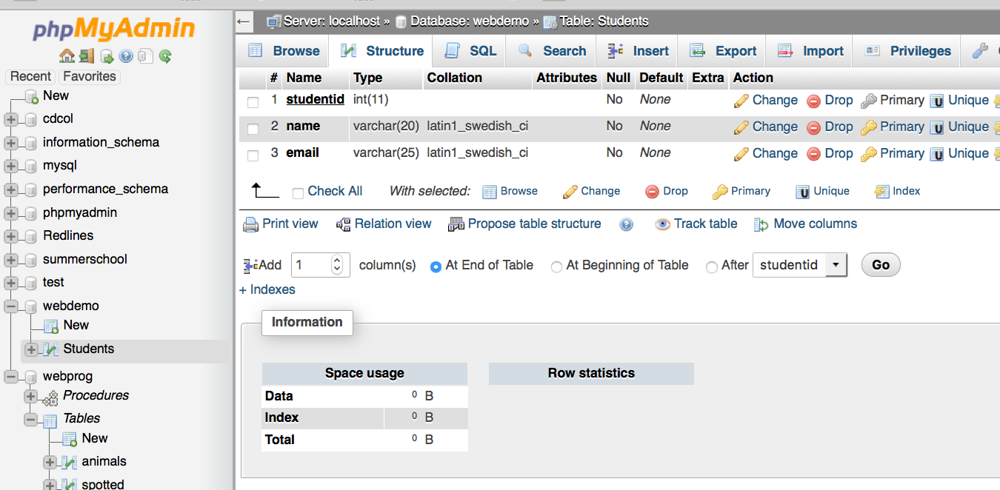 phpMyAdmin
Recent Favorites
New
cdcol
information_schema
mysql
performance_schema
phpmyadmin
Redlines
summerschool
test
webdemo
New
Students
webprog
Procedures
Tables
New
animals
spotted
Server: localhost » Database: webdemo » Table: Students
Browse Structure SQL Search Insert Export Import Privileges
# Name Type Collation Attributes Null Default Extra Action
1 studentid int(11) No None Change Drop Primary Unique
2 name varchar(20) latin1_swedish_ci No None Change Drop Primary Unique
3 email varchar(25) latin1_swedish_ci No None Change Drop Primary Unique
Check All With selected: Browse Change Drop Primary Unique Index
Print view Relation view Propose table structure Track table Move columns
Add 1 column(s) At End of Table At Beginning of Table After studentid Go
+ Indexes
Information
Space usage
Data 0 B
Index 0 B
Total 0 B
Row statistics